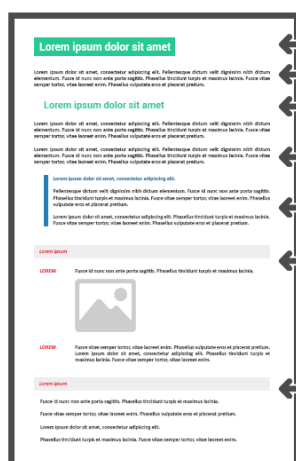 Lorem ipsum dolor sit amet
Lorem ipsum dolor sit amet, consectetur adipiscing elit. Pellentesque dictum velit dignissim nibh dictum
elementum. Fusce id nunc non ante porta sagittis. Phasellus tincidunt turpis et maximus lacinia. Fusce vitae
semper tortor, vitae laoreet enim. Phasellus vulputate eros et placerat pretium.
Lorem ipsum dolor sit amet
Lorem ipsum dolor sit amet, consectetur adipiscing elit. Pellentesque dictum velit dignissim nibh dictum
elementum. Fusce id nunc non ante porta sagittis. Phasellus tincidunt turpis et maximus lacinia. Fusce vitae
semper tortor, vitae laoreet enim. Phasellus vulputate eros et placerat pretium.
Lorem ipsum dolor sit amet, consectetur adipiscing elit. Pellentesque dictum velit dignissim nibh dictum
elementum. Fusce id nunc non ante porta sagittis. Phasellus tincidunt turpis et maximus lacinia. Fusce vitae
semper tortor, vitae laoreet enim. Phasellus vulputate eros et placerat pretium.
Lorem ipsum dolor sit amet, consectetur adipiscing elit.
Pellentesque dictum velit dignissim nibh dictum elementum. Fusce id nunc non ante porta sagittis.
Phasellus tincidunt turpis et maximus lacinia. Fusce vitae semper tortor, vitae laoreet enim. Phasellus
vulputate eros et placerat pretium.
Lorem ipsum dolor sit amet, consectetur adipiscing elit. Phasellus tincidunt turpis et maximus lacinia.
Fusce vitae semper tortor, vitae laoreet enim. Phasellus vulputate eros et placerat pretium.
Lorem ipsum
LOREM Fusce id nunc non ante porta sagittis. Phasellus tincidunt turpis et maximus lacinia.
LOREM Fusce vitae semper tortor, vitae laoreet enim. Phasellus vulputate eros et placerat pretium.
Lorem ipsum dolor sit amet, consectetur adipiscing elit. Phasellus tincidunt turpis et
maximus lacinia. Fusce vitae semper tortor, vitae laoreet enim.
Lorem ipsum
Fusce id nunc non ante porta sagittis. Phasellus tincidunt turpis et maximus lacinia.
Fusce vitae semper tortor, vitae laoreet enim. Phasellus vulputate eros et placerat pretium.
Lorem ipsum dolor sit amet, consectetur adipiscing elit.
Phasellus tincidunt turpis et maximus lacinia. Fusce vitae semper tortor, vitae laoreet enim.